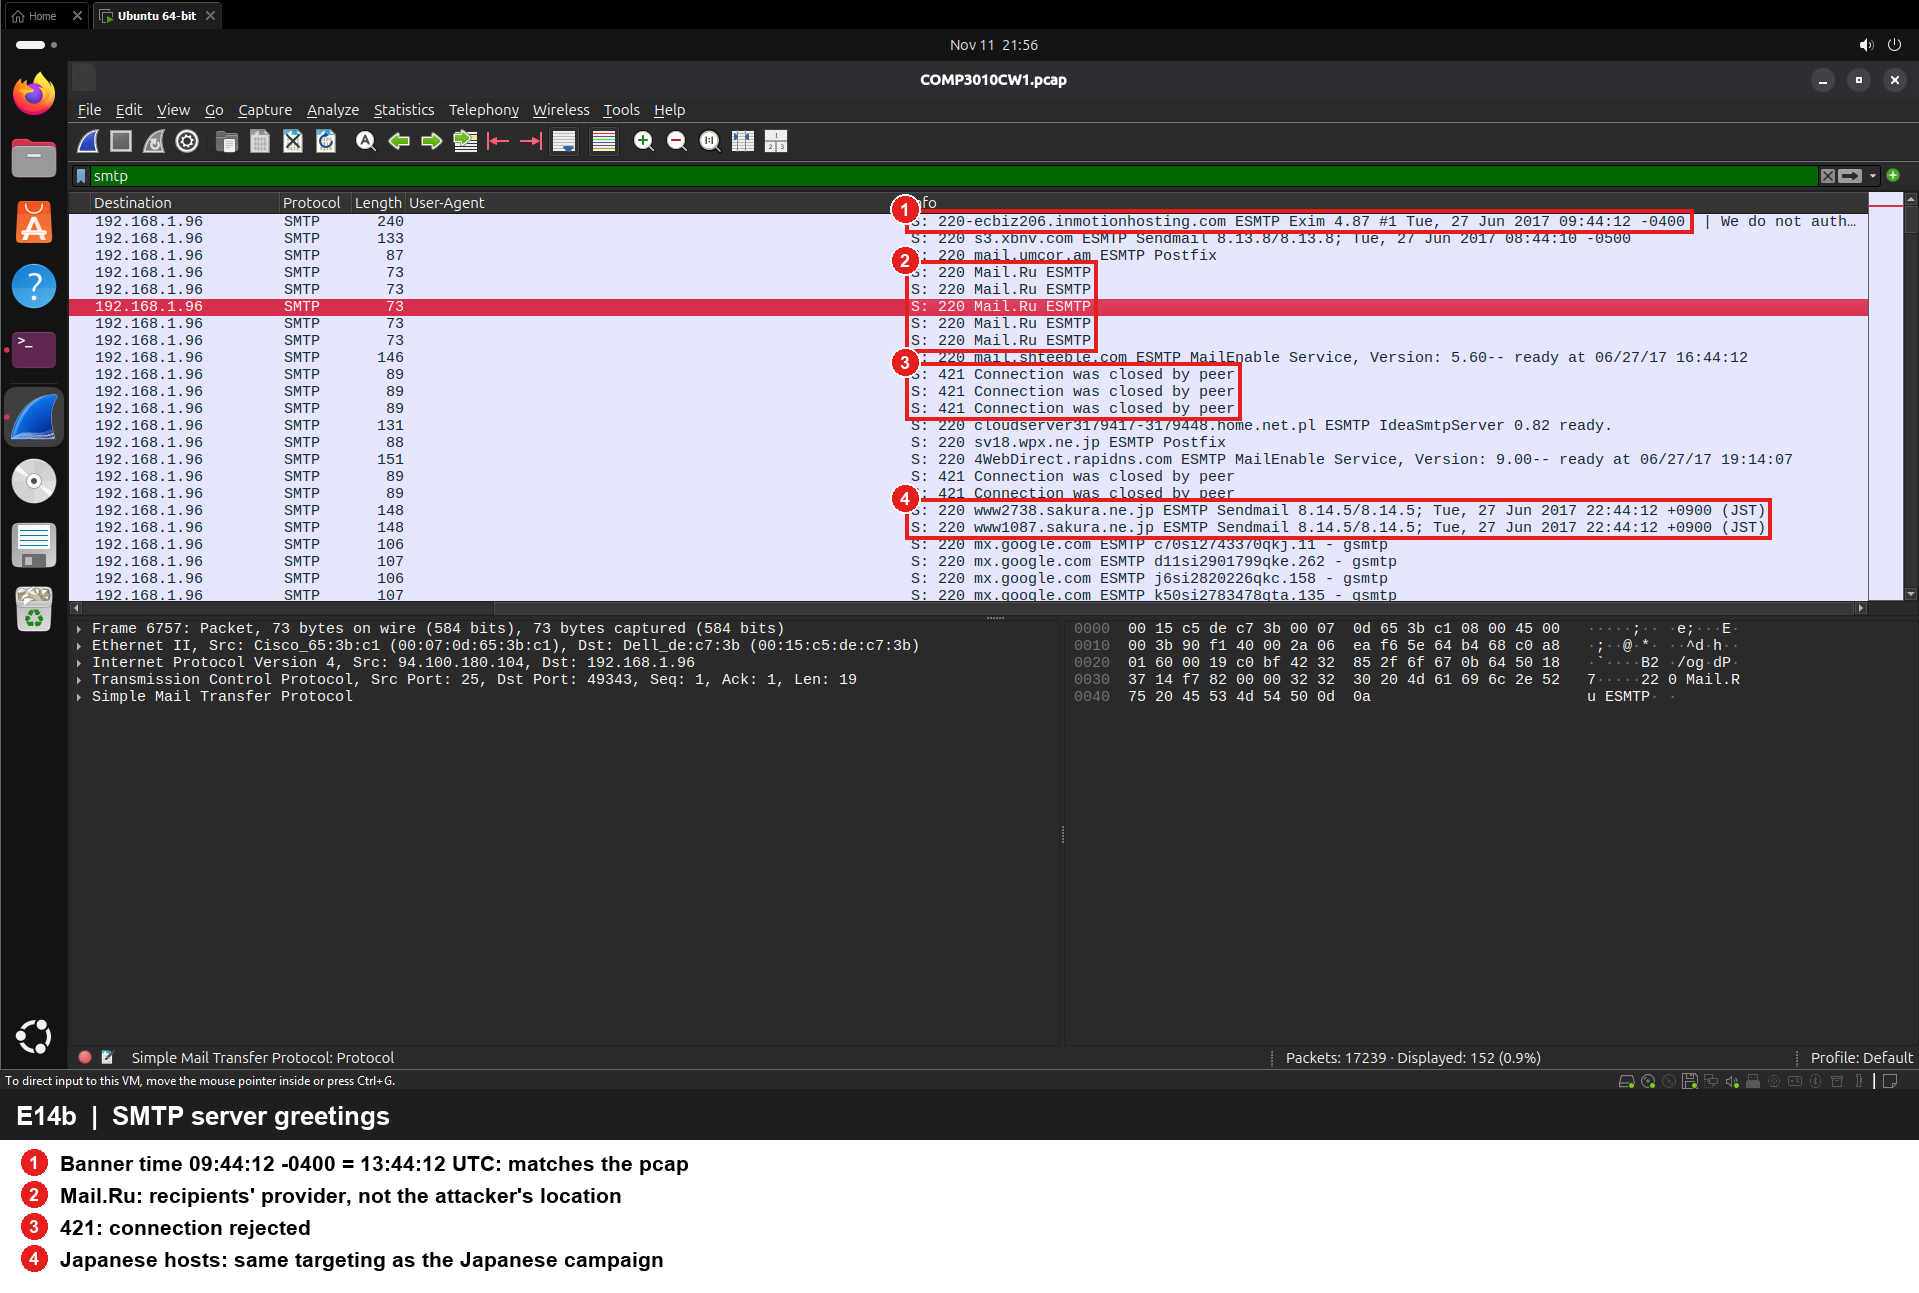 Home
Ubuntu 64-bit
Nov 11 21:56
COMP3010CW1.pcap
File Edit View Go Capture Analyze Statistics Telephony Wireless Tools Help
smtp
Destination Protocol Length User-Agent fo
192.168.1.96 SMTP 240 S: 220-ecbiz206.inmotionhosting.com ESMTP Exim 4.87 #1 Tue, 27 Jun 2017 09:44:12 -0400 | We do not auth…
192.168.1.96 SMTP 133 S: 220 s3.xbnv.com ESMTP Sendmail 8.13.8/8.13.8; Tue, 27 Jun 2017 08:44:10 -0500
192.168.1.96 SMTP 87 S: 220 mail.umcor.am ESMTP Postfix
192.168.1.96 SMTP 73 S: 220 Mail.Ru ESMTP
192.168.1.96 SMTP 73 S: 220 Mail.Ru ESMTP
192.168.1.96 SMTP 73 S: 220 Mail.Ru ESMTP
192.168.1.96 SMTP 73 S: 220 Mail.Ru ESMTP
192.168.1.96 SMTP 73 S: 220 Mail.Ru ESMTP
192.168.1.96 SMTP 146 S: 220 mail.shteeble.com ESMTP MailEnable Service, Version: 5.60-- ready at 06/27/17 16:44:12
192.168.1.96 SMTP 89 S: 421 Connection was closed by peer
192.168.1.96 SMTP 89 S: 421 Connection was closed by peer
192.168.1.96 SMTP 89 S: 421 Connection was closed by peer
192.168.1.96 SMTP 131 S: 220 cloudserver3179417-3179448.home.net.pl ESMTP IdeaSmtpServer 0.82 ready.
192.168.1.96 SMTP 88 S: 220 sv18.wpx.ne.jp ESMTP Postfix
192.168.1.96 SMTP 151 S: 220 4WebDirect.rapidns.com ESMTP MailEnable Service, Version: 9.00-- ready at 06/27/17 19:14:07
192.168.1.96 SMTP 89 S: 421 Connection was closed by peer
192.168.1.96 SMTP 89 S: 421 Connection was closed by peer
192.168.1.96 SMTP 148 S: 220 www2738.sakura.ne.jp ESMTP Sendmail 8.14.5/8.14.5; Tue, 27 Jun 2017 22:44:12 +0900 (JST)
192.168.1.96 SMTP 148 S: 220 www1087.sakura.ne.jp ESMTP Sendmail 8.14.5/8.14.5; Tue, 27 Jun 2017 22:44:12 +0900 (JST)
192.168.1.96 SMTP 106 S: 220 mx.google.com ESMTP c70si2743370qkj.11 - gsmtp
192.168.1.96 SMTP 107 S: 220 mx.google.com ESMTP d11si2901799qke.262 - gsmtp
192.168.1.96 SMTP 106 S: 220 mx.google.com ESMTP j6si2820226qkc.158 - gsmtp
192.168.1.96 SMTP 107 S: 220 mx.google.com ESMTP k50si2783478qta.135 - gsmtp
1
2
3
4
Frame 6757: Packet, 73 bytes on wire (584 bits), 73 bytes captured (584 bits)
Ethernet II, Src: Cisco_65:3b:c1 (00:07:0d:65:3b:c1), Dst: Dell_de:c7:3b (00:15:c5:de:c7:3b)
Internet Protocol Version 4, Src: 94.100.180.104, Dst: 192.168.1.96
Transmission Control Protocol, Src Port: 25, Dst Port: 49343, Seq: 1, Ack: 1, Len: 19
Simple Mail Transfer Protocol
0000 00 15 c5 de c7 3b 00 07 0d 65 3b c1 08 00 45 00 ·····;·· ·e;···E·
0010 00 3b 90 f1 40 00 2a 06 ea f6 5e 64 b4 68 c0 a8 ·;··@·*· ··^d·h··
0020 01 60 00 19 c0 bf 42 32 85 2f 6f 67 0b 64 50 18 ·`····B2 ·/og·dP·
0030 37 14 f7 82 00 00 32 32 30 20 4d 61 69 6c 2e 52 7·····22 0 Mail.R
0040 75 20 45 53 4d 54 50 0d 0a u ESMTP· ·
Simple Mail Transfer Protocol: Protocol
Packets: 17239 · Displayed: 152 (0.9%)
Profile: Default
To direct input to this VM, move the mouse pointer inside or press Ctrl+G.
E14b | SMTP server greetings
1 Banner time 09:44:12 -0400 = 13:44:12 UTC: matches the pcap
2 Mail.Ru: recipients' provider, not the attacker's location
3 421: connection rejected
4 Japanese hosts: same targeting as the Japanese campaign